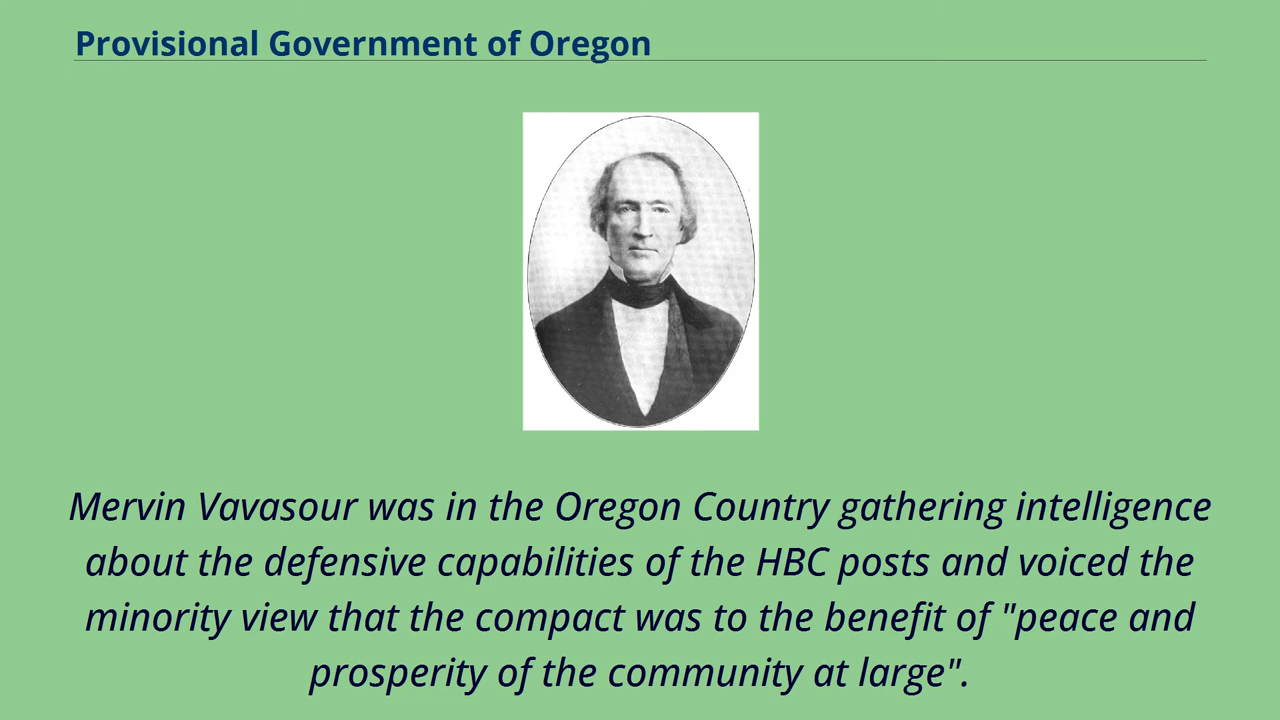 Provisional Government of Oregon
Mervin Vavasour was in the Oregon Country gathering intelligence
about the defensive capabilities of the HBC posts and voiced the
minority view that the compact was to the benefit of "peace and
prosperity of the community at large".